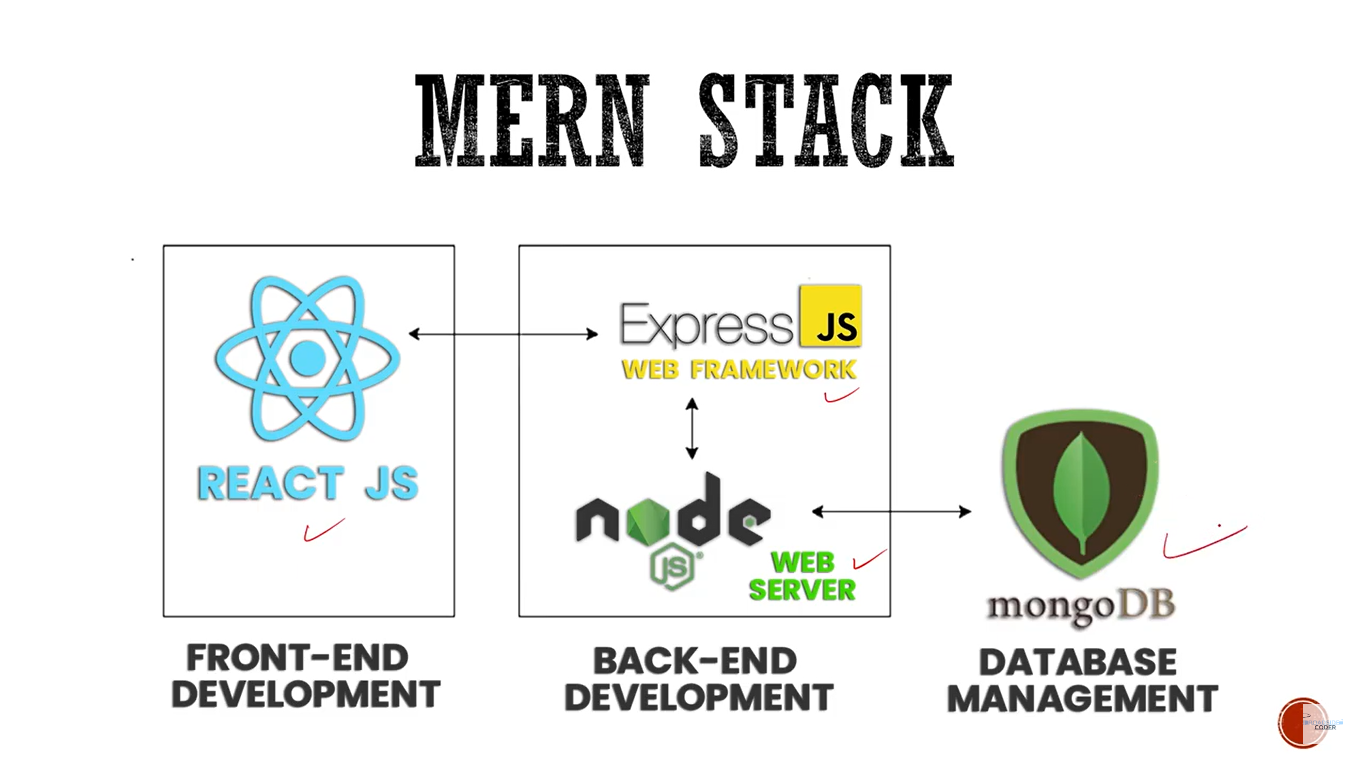 MERN STACK
Express JS
WEB FRAMEWORK
REACT JS
node
JS
WEB
SERVER
mongoDB
FRONT-END
DEVELOPMENT
BACK-END
DEVELOPMENT
DATABASE
MANAGEMENT
CODER